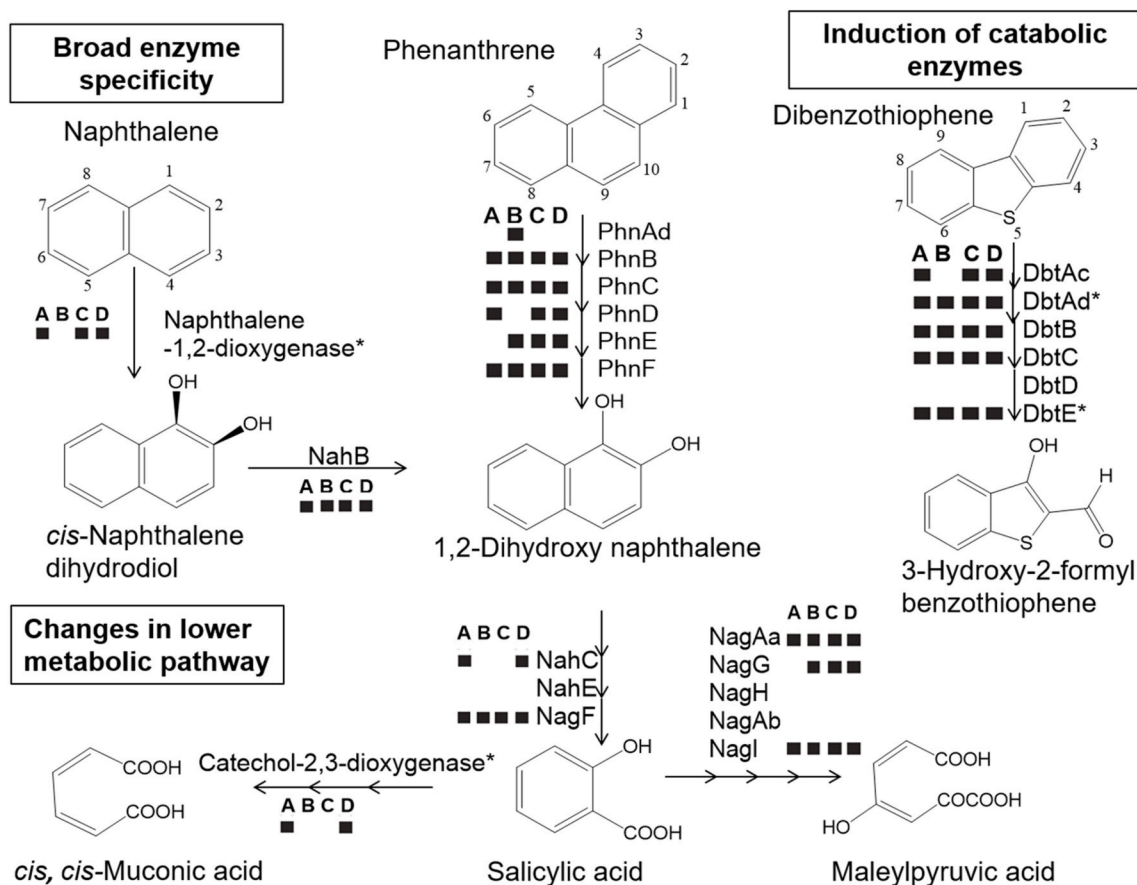 Broad enzyme
specificity
Naphthalene
8
1
7
2
6
3
5
4
A B C D
Naphthalene
-1,2-dioxygenase*
OH
OH
cis-Naphthalene
dihydrodiol
NahB
A B C D
Phenanthrene
3
4
2
5
1
6
7
10
8
9
A B C D
PhnAd
PhnB
PhnC
PhnD
PhnE
PhnF
OH
OH
1,2-Dihydroxy naphthalene
Induction of catabolic
enzymes
Dibenzothiophene
1
2
9
3
8
4
7
S
6
5
A B C D
DbtAc
DbtAd*
DbtB
DbtC
DbtD
DbtE*
OH
H
S
O
3-Hydroxy-2-formyl
benzothiophene
Changes in lower
metabolic pathway
A B C D
NahC
NahE
NagF
A B C D
NagAa
NagG
NagH
NagAb
NagI
Catechol-2,3-dioxygenase*
A B C D
COOH
COOH
cis, cis-Muconic acid
OH
COOH
Salicylic acid
COOH
COCOOH
HO
Maleylpyruvic acid